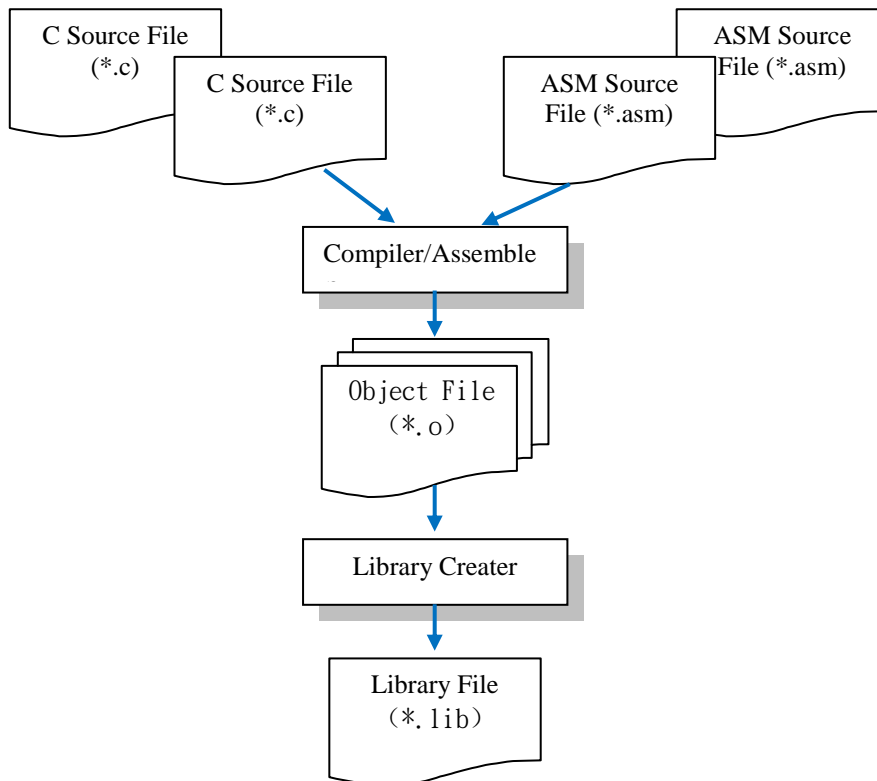 C Source File
(*.c)
C Source File
(*.c)
ASM Source
File (*.asm)
ASM Source
File (*.asm)
Compiler/Assemble
Object File
(*.o)
Library Creater
Library File
(*.lib)